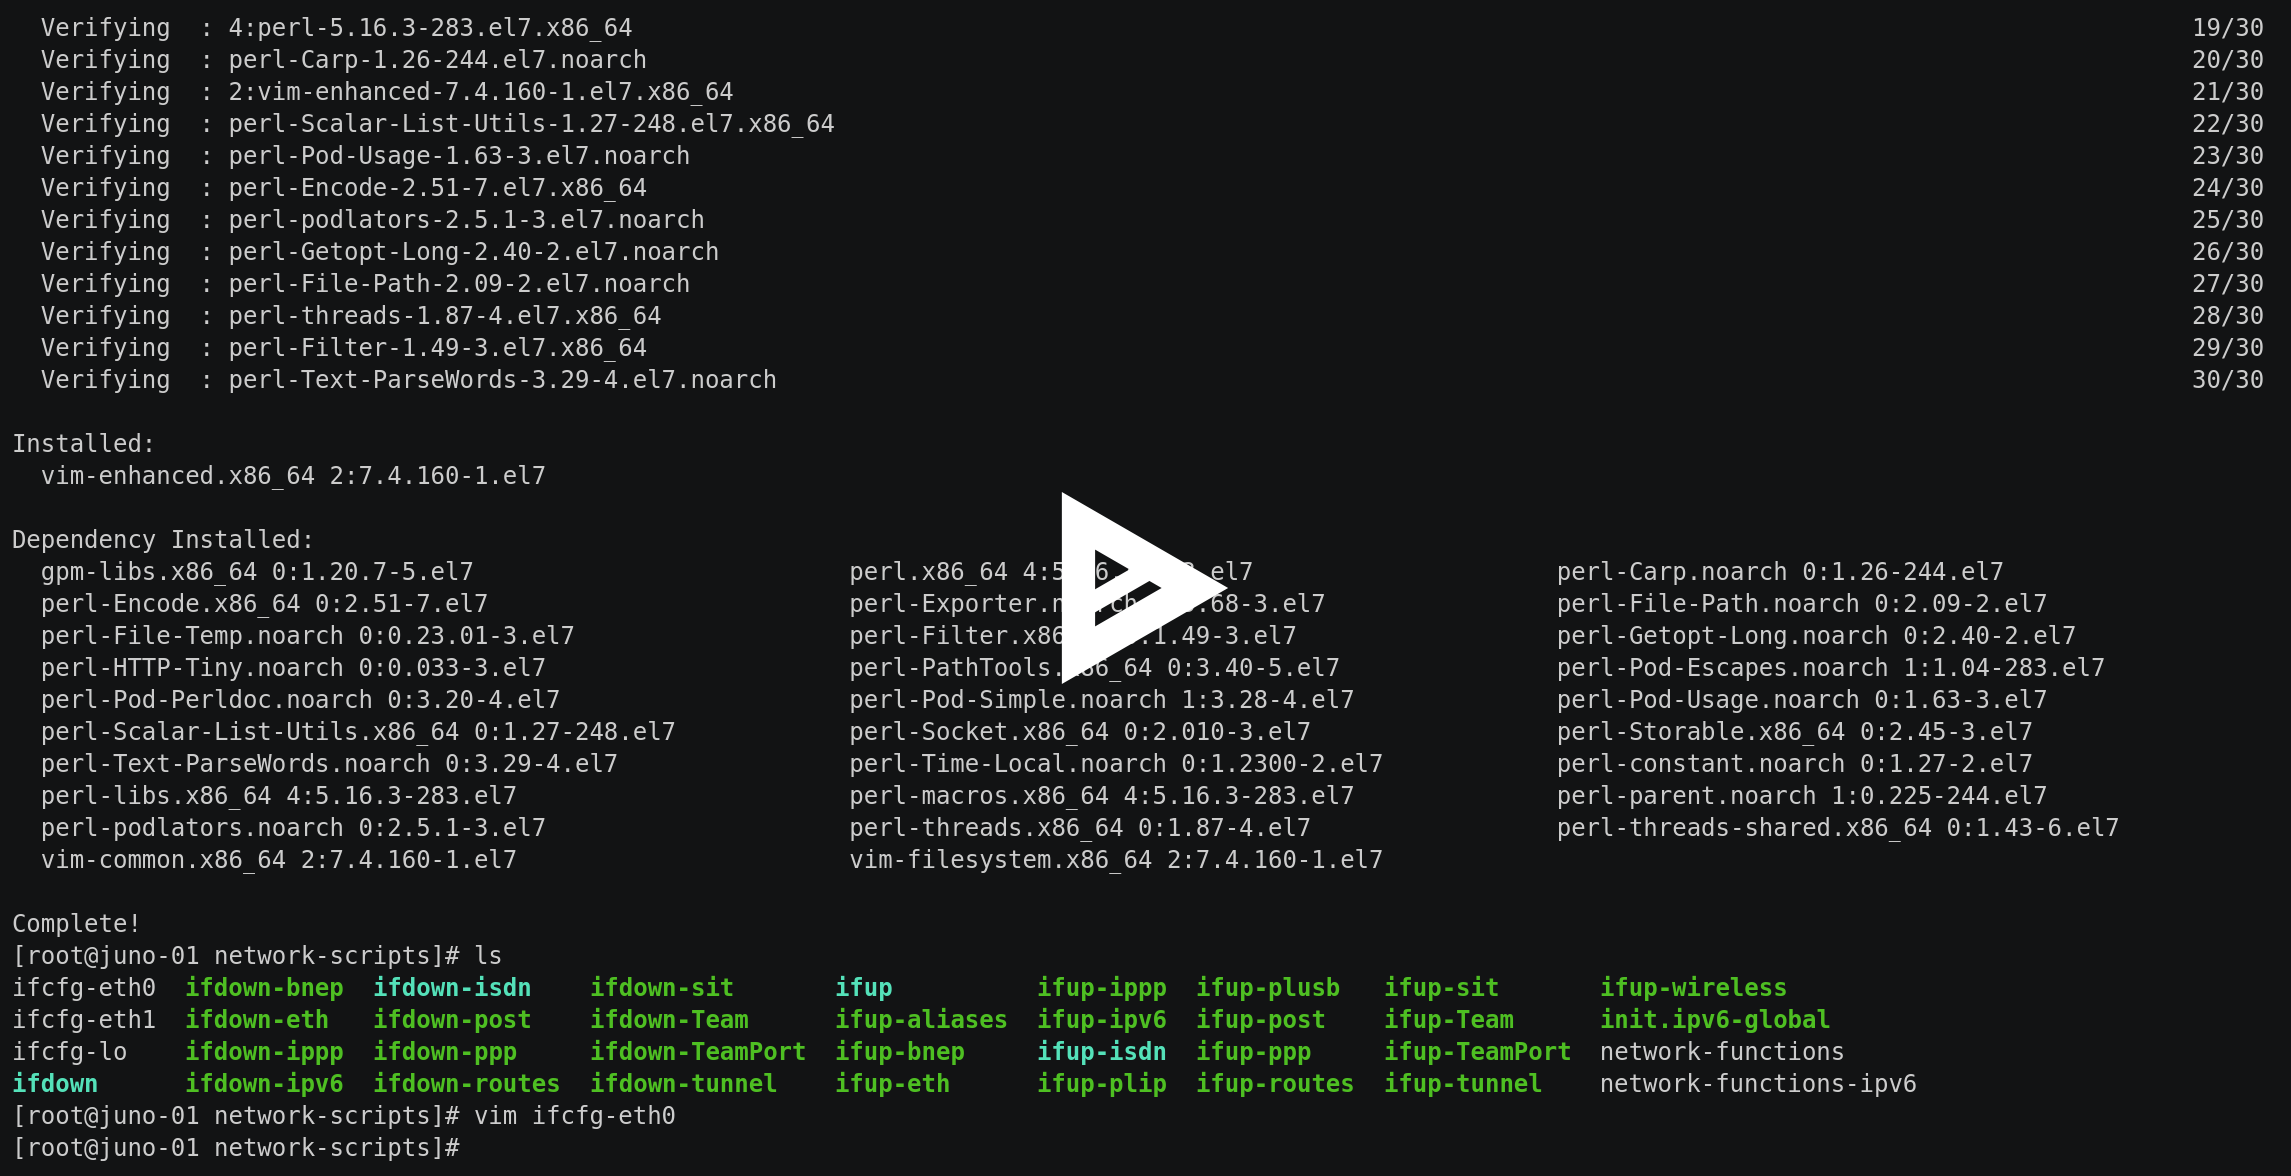 Verifying  : 4:perl-5.16.3-283.el7.x86_64 19/30
Verifying  : perl-Carp-1.26-244.el7.noarch 20/30
Verifying  : 2:vim-enhanced-7.4.160-1.el7.x86_64 21/30
Verifying  : perl-Scalar-List-Utils-1.27-248.el7.x86_64 22/30
Verifying  : perl-Pod-Usage-1.63-3.el7.noarch 23/30
Verifying  : perl-Encode-2.51-7.el7.x86_64 24/30
Verifying  : perl-podlators-2.5.1-3.el7.noarch 25/30
Verifying  : perl-Getopt-Long-2.40-2.el7.noarch 26/30
Verifying  : perl-File-Path-2.09-2.el7.noarch 27/30
Verifying  : perl-threads-1.87-4.el7.x86_64 28/30
Verifying  : perl-Filter-1.49-3.el7.x86_64 29/30
Verifying  : perl-Text-ParseWords-3.29-4.el7.noarch 30/30
Installed:
vim-enhanced.x86_64 2:7.4.160-1.el7
Dependency Installed:
gpm-libs.x86_64 0:1.20.7-5.el7 perl.x86_64 perl-Carp.noarch 0:1.26-244.el7
perl-Encode.x86_64 0:2.51-7.el7 perl-File-Path.noarch 0:2.09-2.el7
perl-File-Temp.noarch 0:0.23.01-3.el7 perl-Getopt-Long.noarch 0:2.40-2.el7
perl-HTTP-Tiny.noarch 0:0.033-3.el7 perl-PathTools.x86_64 0:3.40-5.el7 perl-Pod-Escapes.noarch 1:1.04-283.el7
perl-Pod-Perldoc.noarch 0:3.20-4.el7 perl-Pod-Simple.noarch 1:3.28-4.el7 perl-Pod-Usage.noarch 0:1.63-3.el7
perl-Scalar-List-Utils.x86_64 0:1.27-248.el7 perl-Socket.x86_64 0:2.010-3.el7 perl-Storable.x86_64 0:2.45-3.el7
perl-Text-ParseWords.noarch 0:3.29-4.el7 perl-Time-Local.noarch 0:1.2300-2.el7 perl-constant.noarch 0:1.27-2.el7
perl-libs.x86_64 4:5.16.3-283.el7 perl-macros.x86_64 4:5.16.3-283.el7 perl-parent.noarch 1:0.225-244.el7
perl-podlators.noarch 0:2.5.1-3.el7 perl-threads.x86_64 0:1.87-4.el7 perl-threads-shared.x86_64 0:1.43-6.el7
vim-common.x86_64 2:7.4.160-1.el7 vim-filesystem.x86_64 2:7.4.160-1.el7
Complete!
[root@juno-01 network-scripts]# ls
ifcfg-eth0 ifdown-bnep ifdown-isdn ifdown-sit ifup ifup-ippp ifup-plusb ifup-sit ifup-wireless
ifcfg-eth1 ifdown-eth ifdown-post ifdown-Team ifup-aliases ifup-ipv6 ifup-post ifup-Team init.ipv6-global
ifcfg-lo ifdown-ippp ifdown-ppp ifdown-TeamPort ifup-bnep ifup-isdn ifup-ppp ifup-TeamPort network-functions
ifdown ifdown-ipv6 ifdown-routes ifdown-tunnel ifup-eth ifup-plip ifup-routes ifup-tunnel network-functions-ipv6
[root@juno-01 network-scripts]# vim ifcfg-eth0
[root@juno-01 network-scripts]#